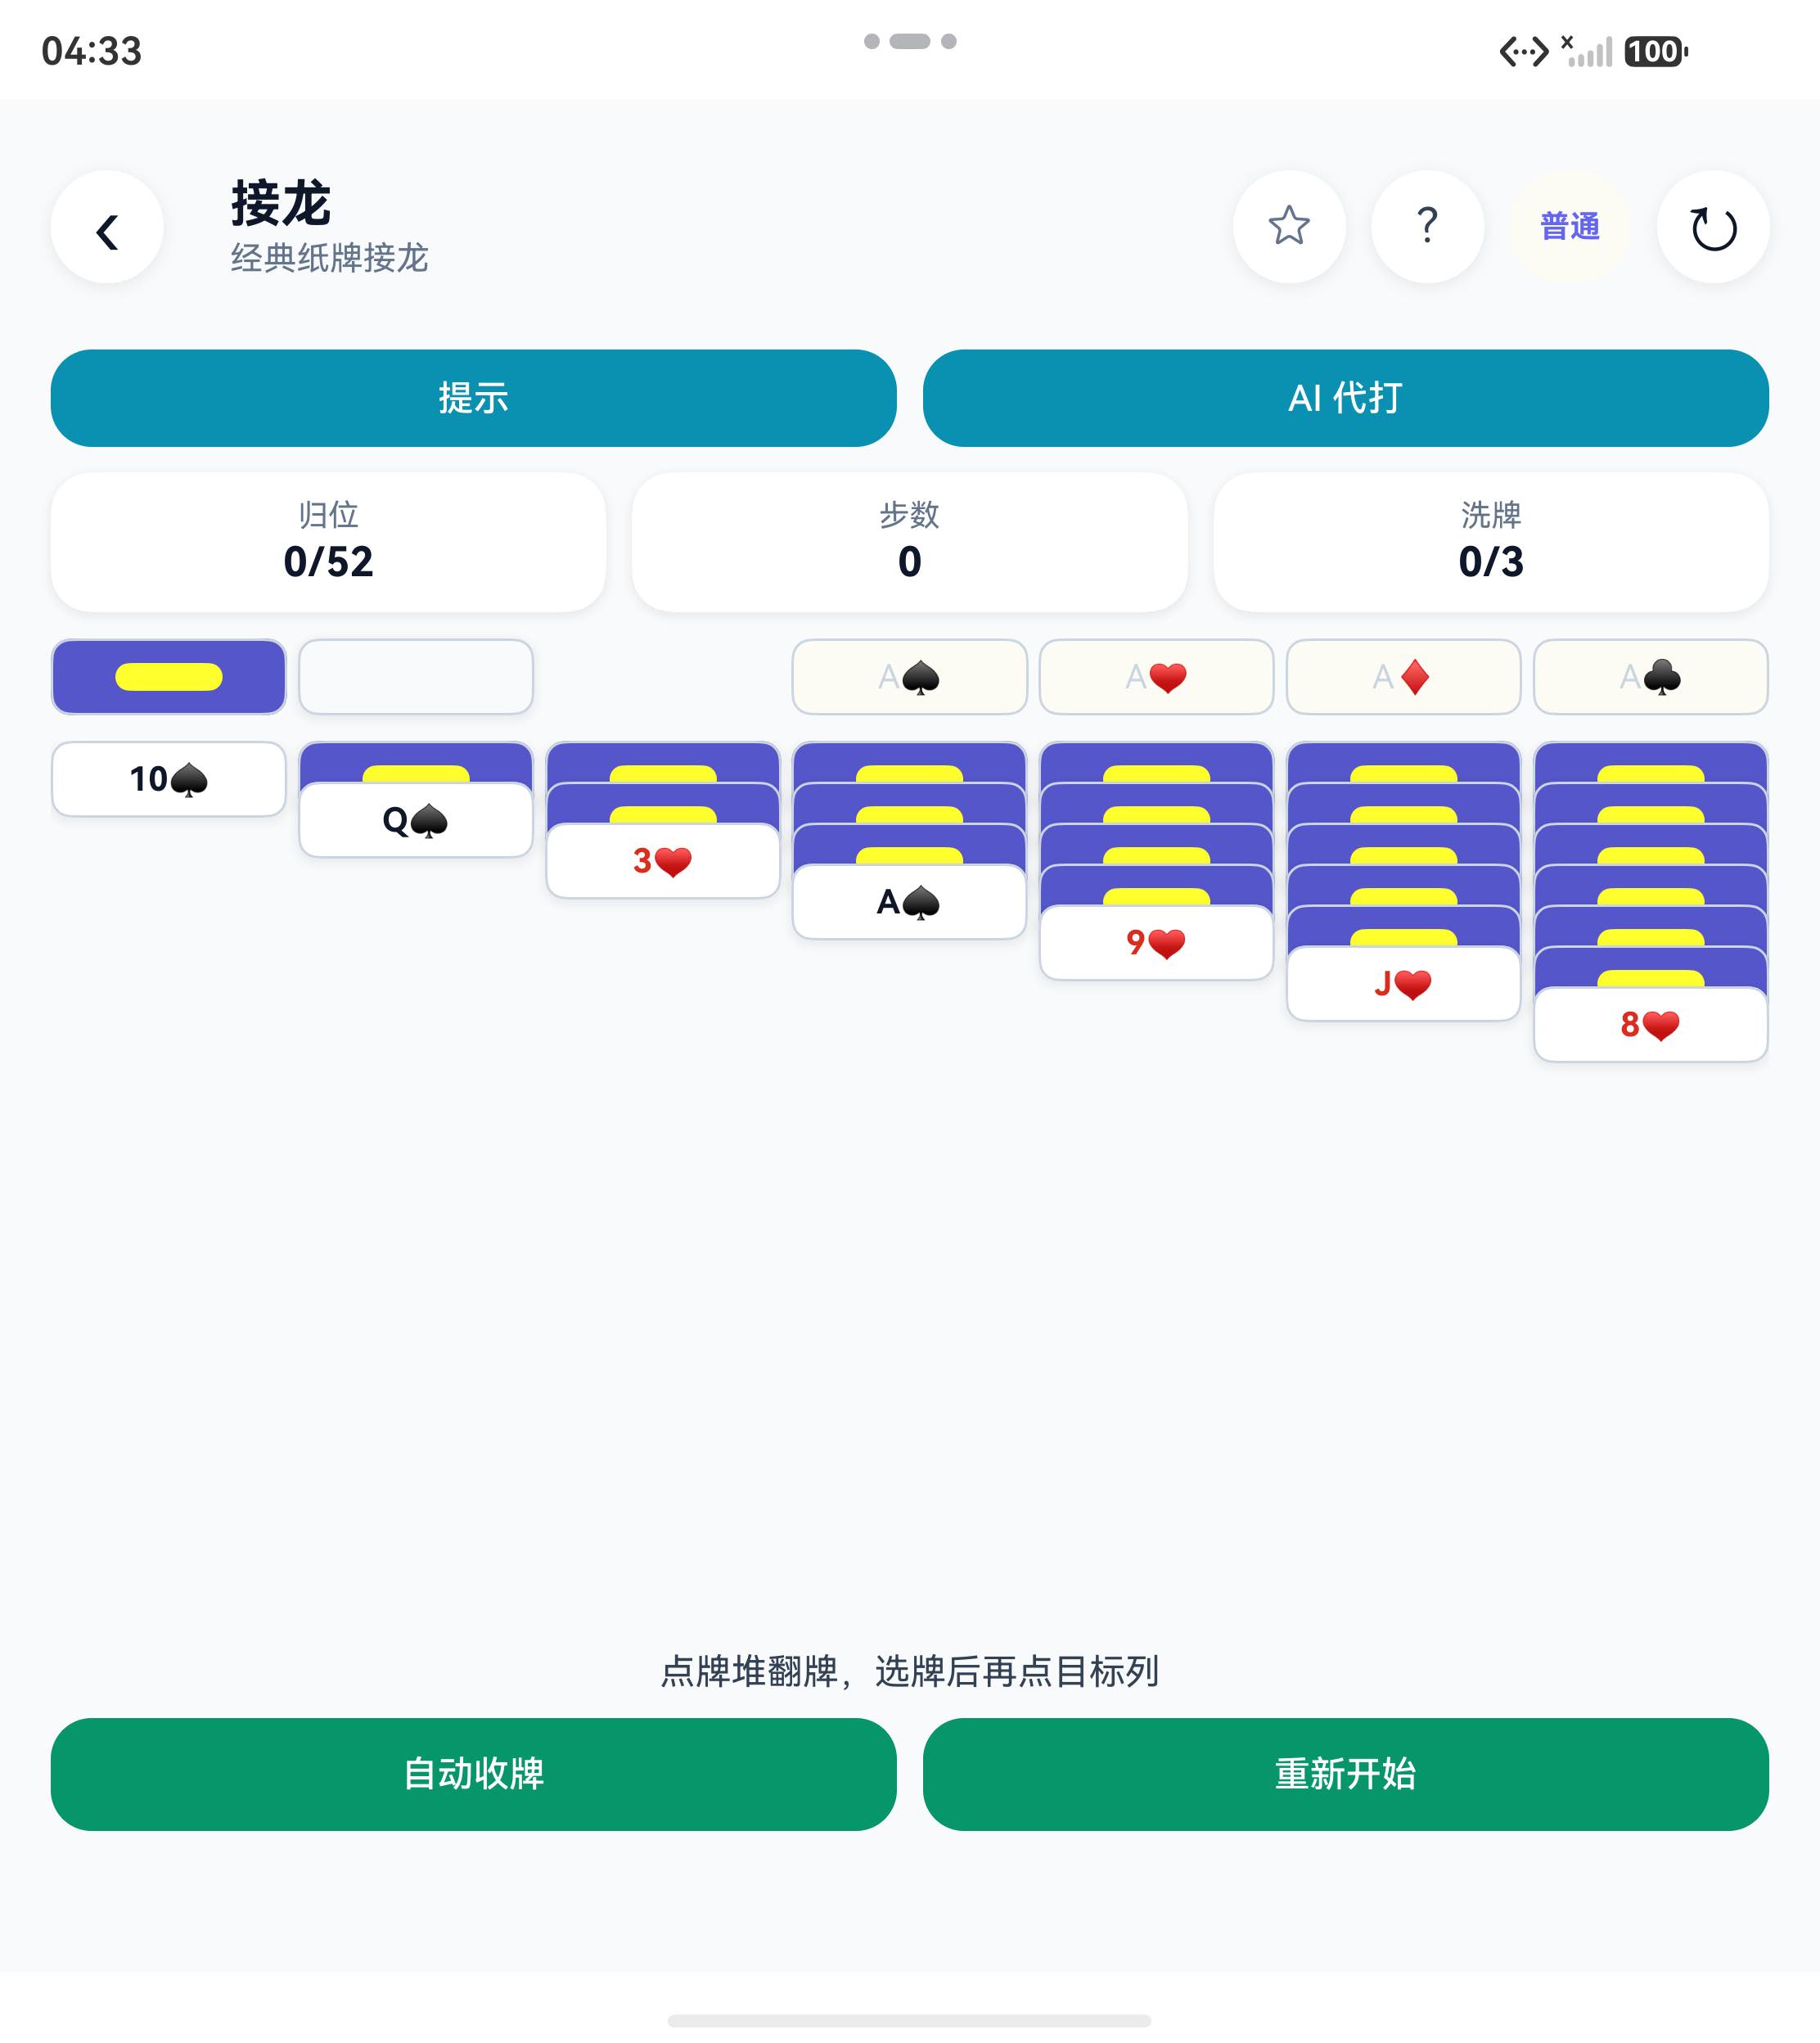 04:33
100
接龙
经典纸牌接龙
?
普通
提示
AI 代打
归位
0/52
步数
0
洗牌
0/3
A♠
A♥
A♦
A♣
10♠
Q♠
3♥
A♠
9♥
J♥
8♥
点牌堆翻牌，选牌后再点目标列
自动收牌
重新开始